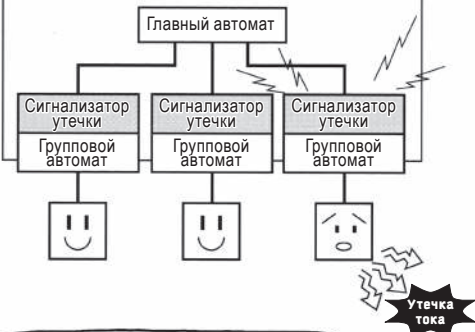 Главный автомат
Сигнализатор
утечки
Групповой
автомат
Сигнализатор
утечки
Групповой
автомат
Сигнализатор
утечки
Групповой
автомат
Утечка
тока